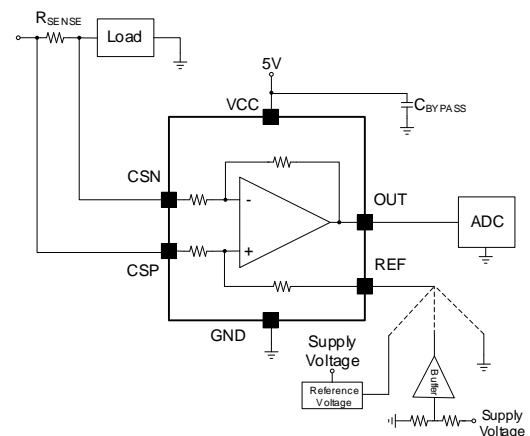 RSENSE
Load
5V
VCC
CBYPASS
CSN
-
OUT
ADC
CSP
+
REF
GND
Supply
Voltage
Reference
Voltage
Buffer
Supply
Voltage